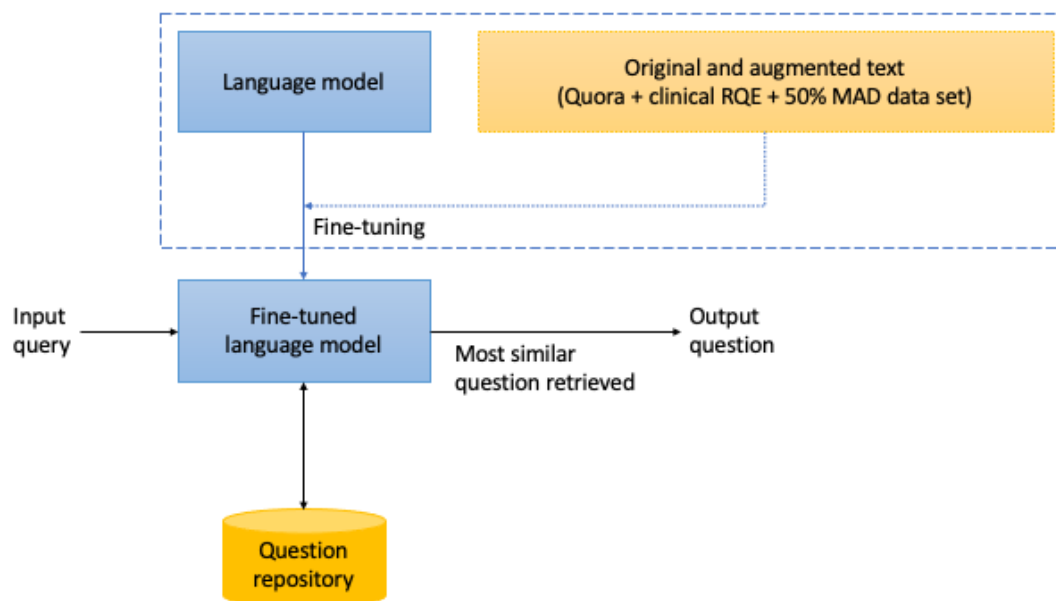 Language model
Original and augmented text
(Quora + clinical RQE + 50% MAD data set)
Fine-tuning
Input
query
Fine-tuned
language model
Most similar
question retrieved
Output
question
Question
repository